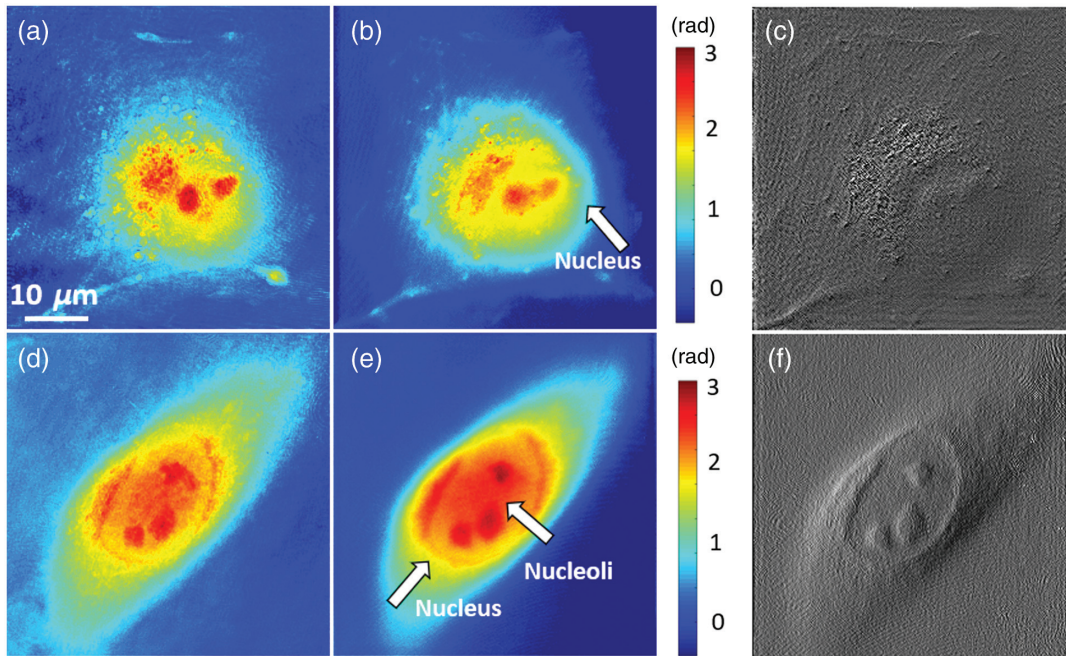 (a)
(b)
(rad)
3
2
1
0
(c)
Nucleus
10 μm
(d)
(e)
(rad)
3
2
1
0
(f)
Nucleoli
Nucleus